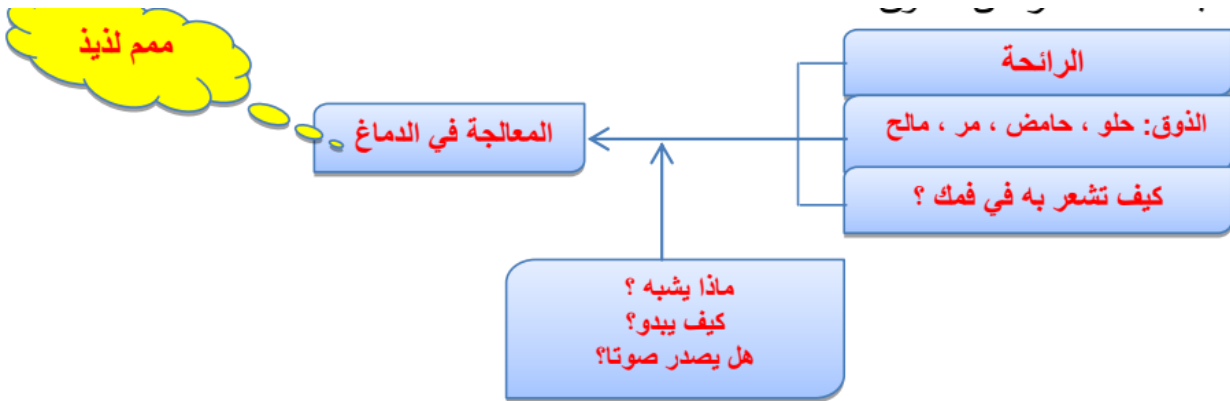 ممم لذيذ
الرائحة
الذوق: حلو ، حامض ، مر ، مالح
كيف تشعر به في فمك ؟
المعالجة في الدماغ
ماذا يشبه ؟
كيف يبدو؟
هل يصدر صوتا؟